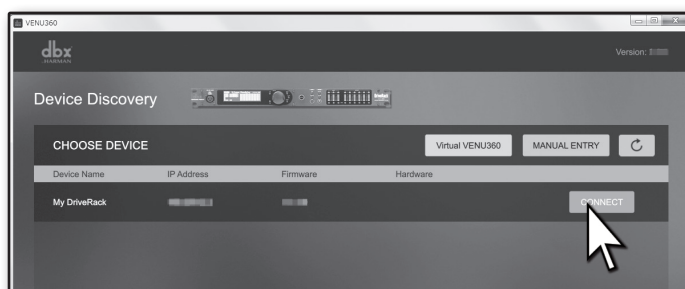 VENU360
dbx
HARMAN
Version:
Device Discovery
CHOOSE DEVICE Virtual VENU360 MANUAL ENTRY
Device Name IP Address Firmware Hardware
My DriveRack CONNECT